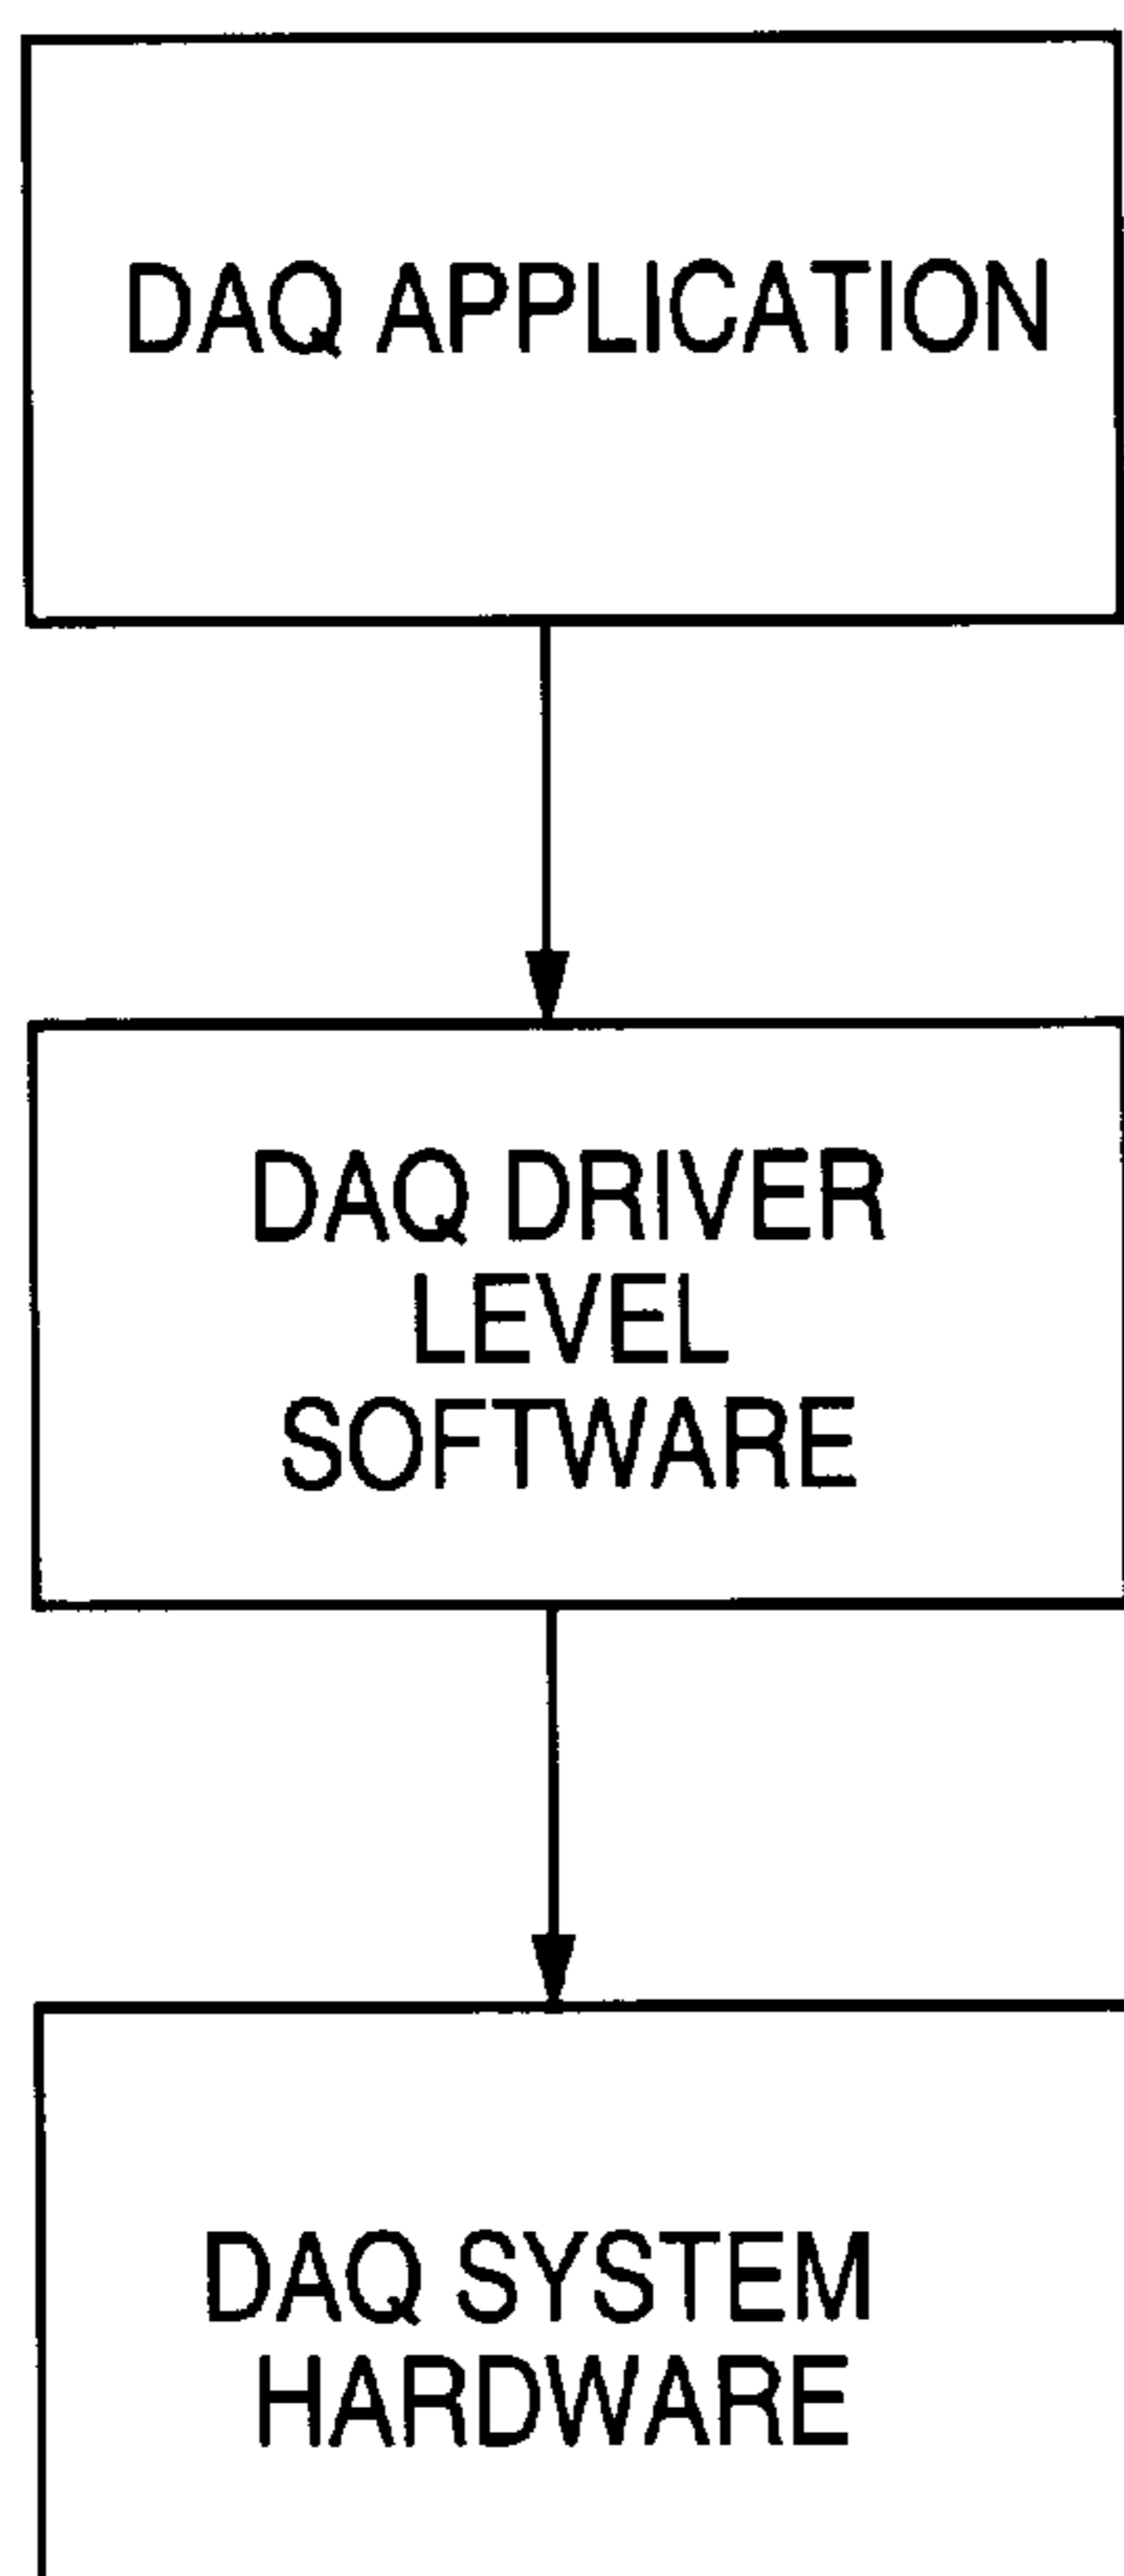 DAQ APPLICATION
DAQ DRIVER
LEVEL
SOFTWARE
DAQ SYSTEM
HARDWARE